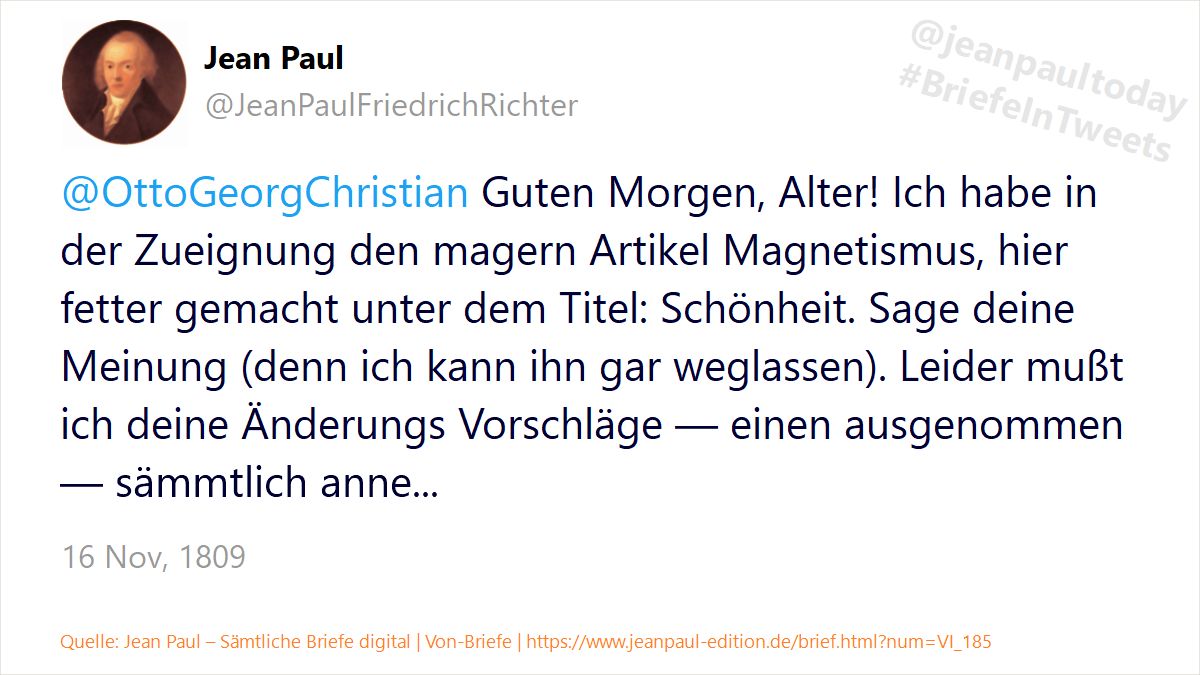 Jean Paul
@JeanPaulFriedrichRichter
@jeanpaultoday
#BriefeInTweets
@OttoGeorgChristian Guten Morgen, Alter! Ich habe in
der Zueignung den magern Artikel Magnetismus, hier
fetter gemacht unter dem Titel: Schönheit. Sage deine
Meinung (denn ich kann ihn gar weglassen). Leider mußt
ich deine Änderungs Vorschläge — einen ausgenommen
— sämmtlich anne...
16 Nov, 1809
Quelle: Jean Paul – Sämtliche Briefe digital | Von-Briefe | https://www.jeanpaul-edition.de/brief.html?num=VI_185